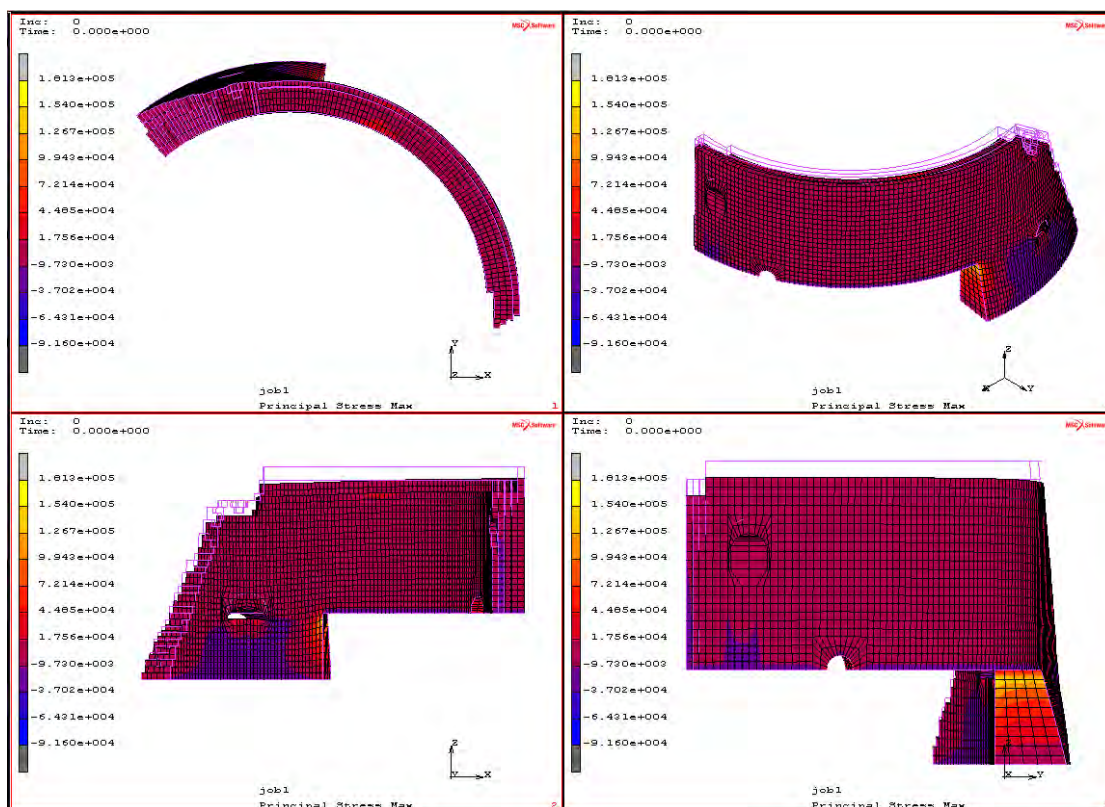 Inc: 0
Time: 0.000e+000
MSC Software
1.813e+005
1.540e+005
1.267e+005
9.943e+004
7.214e+004
4.485e+004
1.756e+004
-9.730e+003
-3.702e+004
-6.431e+004
-9.160e+004
Y
Z X
job1
Principal Stress Max
1
Inc: 0
Time: 0.000e+000
MSC Software
1.813e+005
1.540e+005
1.267e+005
9.943e+004
7.214e+004
4.485e+004
1.756e+004
-9.730e+003
-3.702e+004
-6.431e+004
-9.160e+004
Z
X Y
job1
Principal Stress Max
Inc: 0
Time: 0.000e+000
MSC Software
1.813e+005
1.540e+005
1.267e+005
9.943e+004
7.214e+004
4.485e+004
1.756e+004
-9.730e+003
-3.702e+004
-6.431e+004
-9.160e+004
Z
Y X
job1
Principal Stress Max
2
Inc: 0
Time: 0.000e+000
MSC Software
1.813e+005
1.540e+005
1.267e+005
9.943e+004
7.214e+004
4.485e+004
1.756e+004
-9.730e+003
-3.702e+004
-6.431e+004
-9.160e+004
Z
X Y
job1
Principal Stress Max